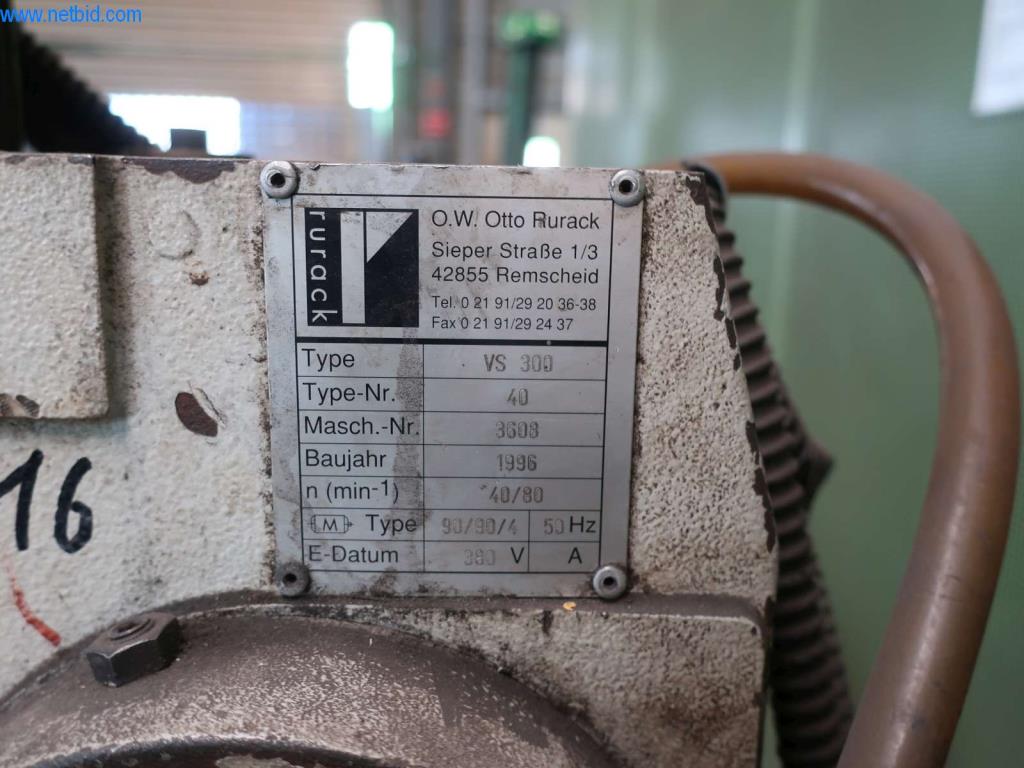 www.netbid.com
rurack
O.W. Otto Rurack
Sieper Straße 1/3
42855 Remscheid
Tel. 0 21 91/29 20 36-38
Fax 0 21 91/29 24 37
Type VS 300
Type-Nr. 40
Masch.-Nr. 3608
Baujahr 1996
n (min-1) 40/80
M Type 90/90/4 50 Hz
E-Datum 380 V A
16